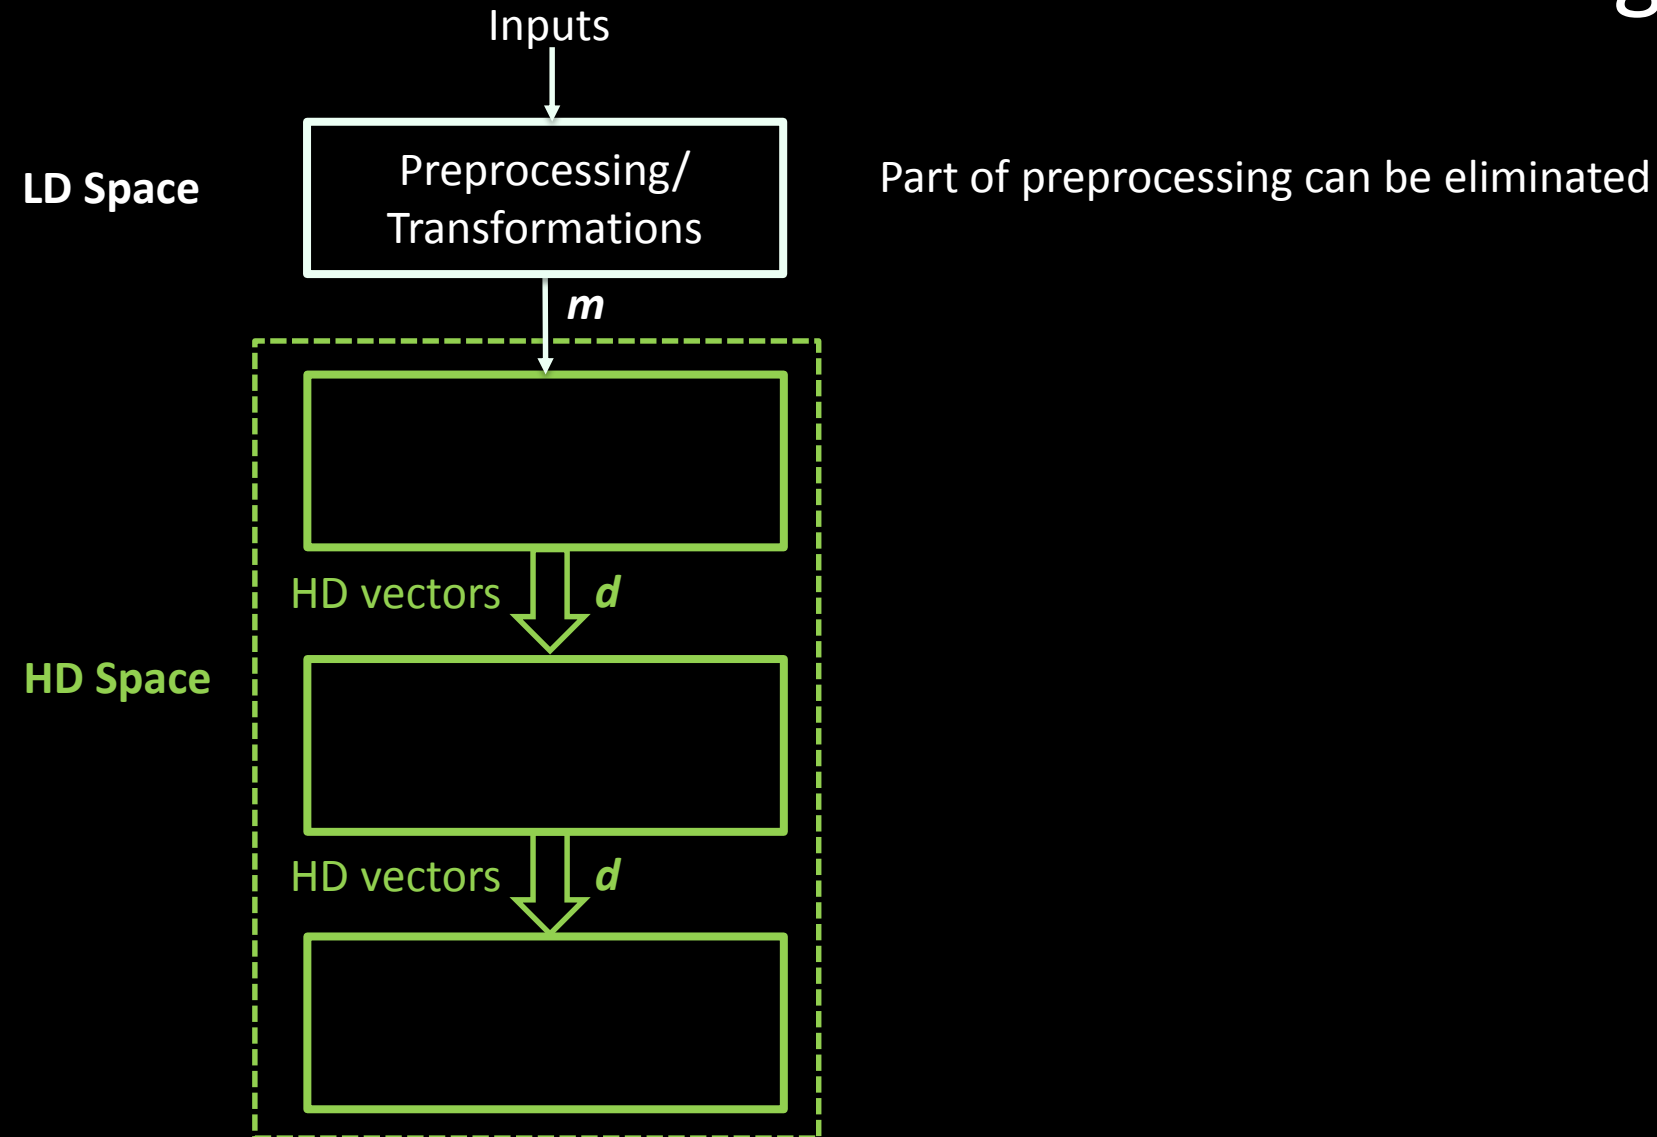 Inputs
LD Space
Preprocessing/
Transformations
Part of preprocessing can be eliminated
m
HD vectors
d
HD Space
HD vectors
d